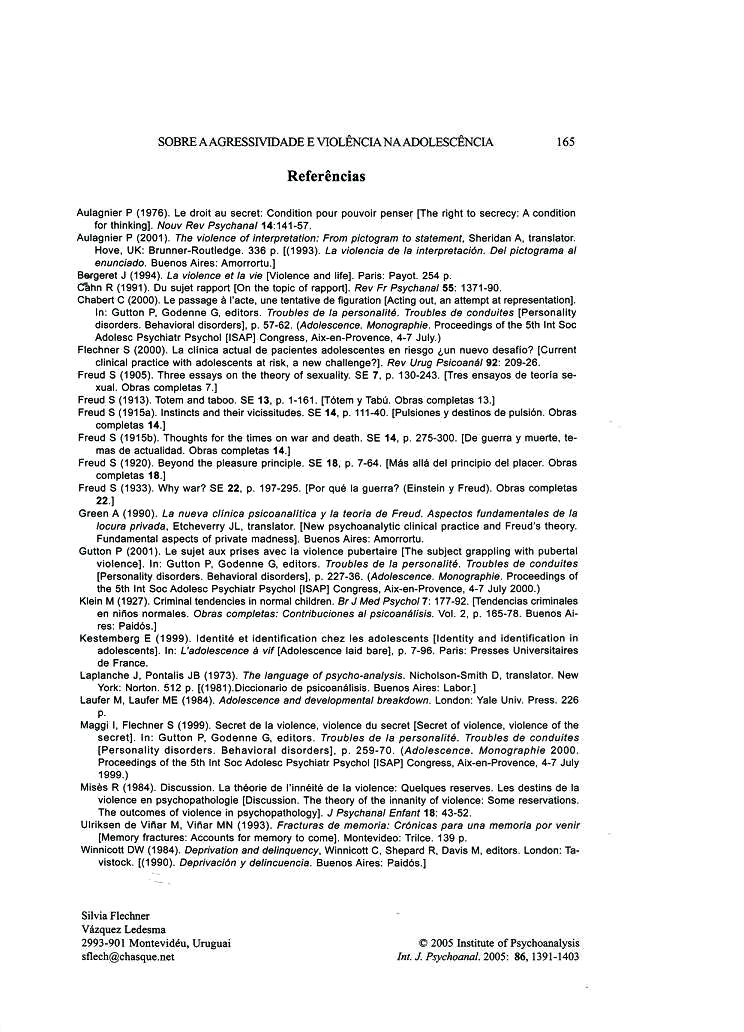 SOBRE A AGRESSIVIDADE E VIOLÊNCIA NA ADOLESCÊNCIA 165
Referências
Aulagnier P (1976). Le droit au secret: Condition pour pouvoir penser [The right to secrecy: A condition
for thinking]. Nouv Rev Psychanal 14:141-57.
Aulagnier P (2001). The violence of interpretation: From pictogram to statement, Sheridan A, translator.
Hove, UK: Brunner-Routledge. 336 p. [(1993). La violencia de la interpretación. Del pictograma al
enunciado. Buenos Aires: Amorrortu.]
Bergeret J (1994). La violence et la vie [Violence and life]. Paris: Payot. 254 p.
Cahn R (1991). Du sujet rapport [On the topic of rapport]. Rev Fr Psychanal 55: 1371-90.
Chabert C (2000). Le passage à l'acte, une tentative de figuration [Acting out, an attempt at representation].
In: Gutton P, Godenne G, editors. Troubles de la personalité. Troubles de conduites [Personality
disorders. Behavioral disorders], p. 57-62. (Adolescence, Monographie. Proceedings of the 5th Int Soc
Adolesc Psychiatr Psychol [ISAP] Congress, Aix-en-Provence, 4-7 July.)
Flechner S (2000). La clínica actual de pacientes adolescentes en riesgo ¿un nuevo desafío? [Current
clinical practice with adolescents at risk, a new challenge?]. Rev Urug Psicoanál 92: 209-26.
Freud S (1905). Three essays on the theory of sexuality. SE 7, p. 130-243. [Tres ensayos de teoría se-
xual. Obras completas 7.]
Freud S (1913). Totem and taboo. SE 13, p. 1-161. [Tótem y Tabú. Obras completas 13.]
Freud S (1915a). Instincts and their vicissitudes. SE 14, p. 111-40. [Pulsiones y destinos de pulsión. Obras
completas 14.]
Freud S (1915b). Thoughts for the times on war and death. SE 14, p. 275-300. [De guerra y muerte, te-
mas de actualidad. Obras completas 14.]
Freud S (1920). Beyond the pleasure principle. SE 18, p. 7-64. [Más allá del principio del placer. Obras
completas 18.]
Freud S (1933). Why war? SE 22, p. 197-295. [Por qué la guerra? (Einstein y Freud). Obras completas
22.]
Green A (1990). La nueva clínica psicoanalítica y la teoria de Freud. Aspectos fundamentales de la
locura privada, Etcheverry JL, translator. [New psychoanalytic clinical practice and Freud's theory.
Fundamental aspects of private madness]. Buenos Aires: Amorrortu.
Gutton P (2001). Le sujet aux prises avec la violence pubertaire [The subject grappling with pubertal
violence]. In: Gutton P, Godenne G, editors. Troubles de la personalité. Troubles de conduites
[Personality disorders. Behavioral disorders], p. 227-36. (Adolescence. Monographie. Proceedings of
the 5th Int Soc Adolesc Psychiatr Psychol [ISAP] Congress, Aix-en-Provence, 4-7 July 2000.)
Klein M (1927). Criminal tendencies in normal children. Br J Med Psychol 7: 177-92. [Tendencias criminales
en niños normales. Obras completas: Contribuciones al psicoanálisis. Vol. 2, p. 165-78. Buenos Ai-
res: Paidós.]
Kestemberg E (1999). Identité et identification chez les adolescents [Identity and identification in
adolescents]. In: L'adolescence à vif [Adolescence laid bare], p. 7-96. Paris: Presses Universitaires
de France.
Laplanche J, Pontalis JB (1973). The language of psycho-analysis. Nicholson-Smith D, translator. New
York: Norton. 512 p. [(1981).Diccionario de psicoanálisis. Buenos Aires: Labor.]
Laufer M, Laufer ME (1984). Adolescence and developmental breakdown. London: Yale Univ. Press. 226
p.
Maggi I, Flechner S (1999). Secret de la violence, violence du secret [Secret of violence, violence of the
secret]. In: Gutton P, Godenne G, editors. Troubles de la personalité. Troubles de conduites
[Personality disorders. Behavioral disorders], p. 259-70. (Adolescence. Monographie 2000.
Proceedings of the 5th Int Soc Adolesc Psychiatr Psychol [ISAP] Congress, Aix-en-Provence, 4-7 July
1999.)
Misès R (1984). Discussion. La théorie de l'innéité de la violence: Quelques reserves. Les destins de la
violence en psychopathologie [Discussion. The theory of the innanity of violence: Some reservations.
The outcomes of violence in psychopathology]. J Psychanal Enfant 18: 43-52.
Ulriksen de Viñar M, Viñar MN (1993). Fracturas de memoria: Crónicas para una memoria por venir
[Memory fractures: Accounts for memory to come]. Montevideo: Trilce. 139 p.
Winnicott DW (1984). Deprivation and delinquency, Winnicott C, Shepard R, Davis M, editors. London: Ta-
vistock. [(1990). Deprivación y delincuencia. Buenos Aires: Paidós.]
Silvia Flechner
Vázquez Ledesma
2993-901 Montevidéu, Uruguai
sflech@chasque.net
© 2005 Institute of Psychoanalysis
Int. J. Psychoanal. 2005: 86, 1391-1403